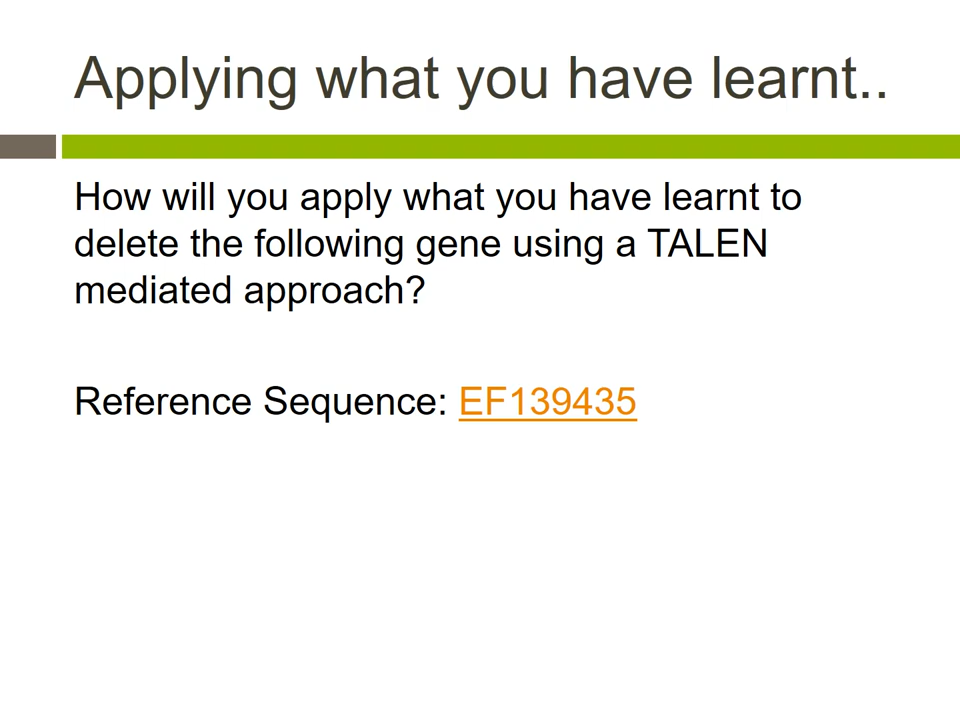 Applying what you have learnt..
How will you apply what you have learnt to
delete the following gene using a TALEN
mediated approach?
Reference Sequence: EF139435